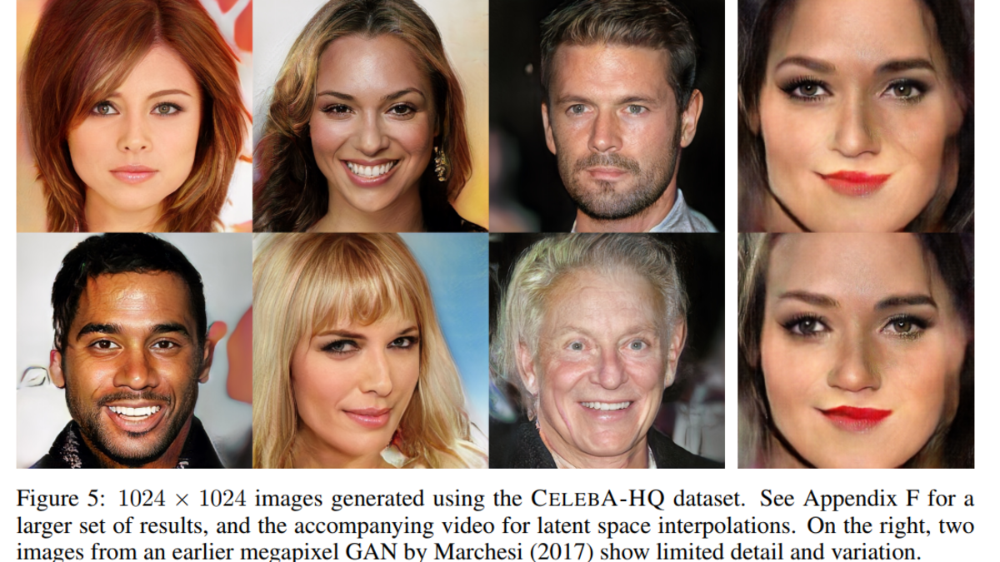 Figure 5: 1024 × 1024 images generated using the CELEBA-HQ dataset. See Appendix F for a
larger set of results, and the accompanying video for latent space interpolations. On the right, two
images from an earlier megapixel GAN by Marchesi (2017) show limited detail and variation.